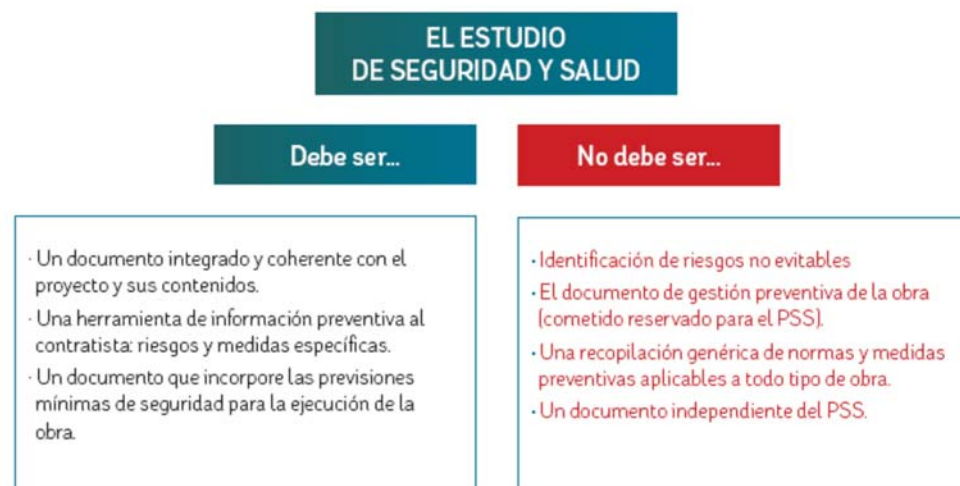 EL ESTUDIO
DE SEGURIDAD Y SALUD
Debe ser...
No debe ser...
· Un documento integrado y coherente con el
proyecto y sus contenidos.
· Una herramienta de información preventiva al
contratista: riesgos y medidas específicas.
· Un documento que incorpore las previsiones
mínimas de seguridad para la ejecución de la
obra.
· Identificación de riesgos no evitables
· El documento de gestión preventiva de la obra
(cometido reservado para el PSS).
· Una recopilación genérica de normas y medidas
preventivas aplicables a todo tipo de obra.
· Un documento independiente del PSS.